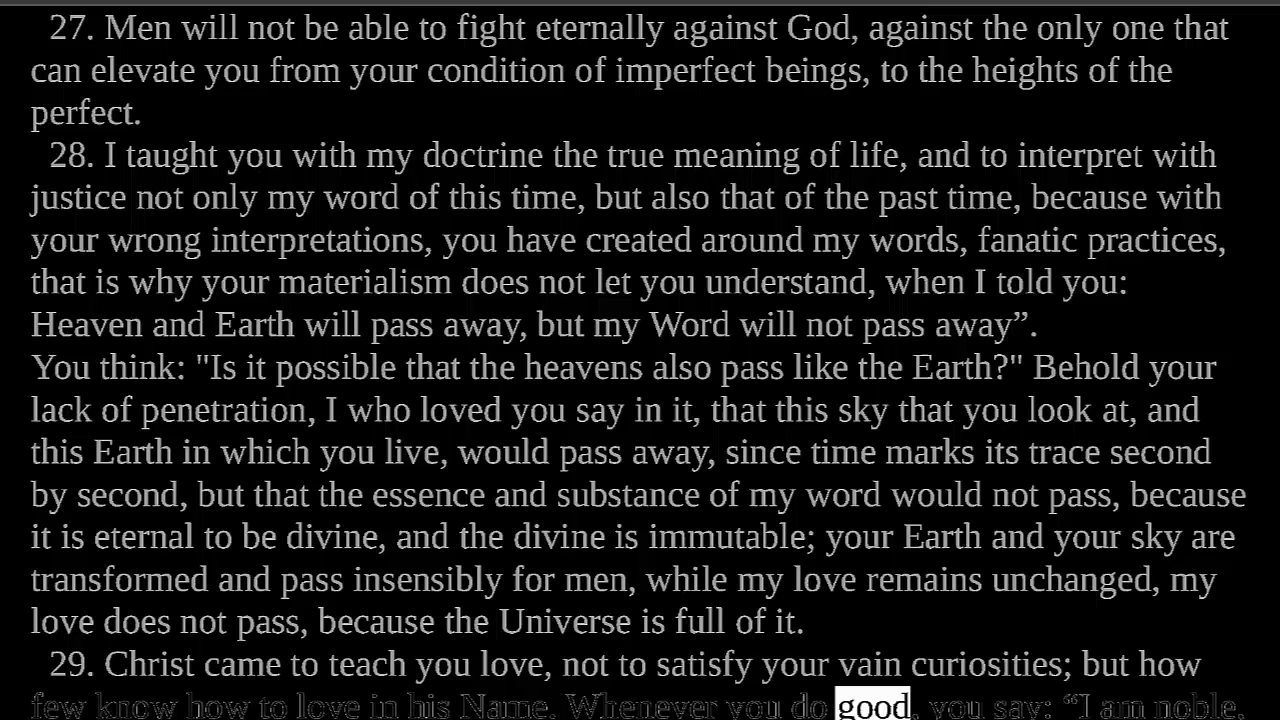 27. Men will not be able to fight eternally against God, against the only one that
can elevate you from your condition of imperfect beings, to the heights of the
perfect.
28. I taught you with my doctrine the true meaning of life, and to interpret with
justice not only my word of this time, but also that of the past time, because with
your wrong interpretations, you have created around my words, fanatic practices,
that is why your materialism does not let you understand, when I told you:
Heaven and Earth will pass away, but my Word will not pass away”.
You think: "Is it possible that the heavens also pass like the Earth?" Behold your
lack of penetration, I who loved you say in it, that this sky that you look at, and
this Earth in which you live, would pass away, since time marks its trace second
by second, but that the essence and substance of my word would not pass, because
it is eternal to be divine, and the divine is immutable; your Earth and your sky are
transformed and pass insensibly for men, while my love remains unchanged, my
love does not pass, because the Universe is full of it.
29. Christ came to teach you love, not to satisfy your vain curiosities; but how
few know how to love in his Name. Whenever you do good, you say: “I am noble,